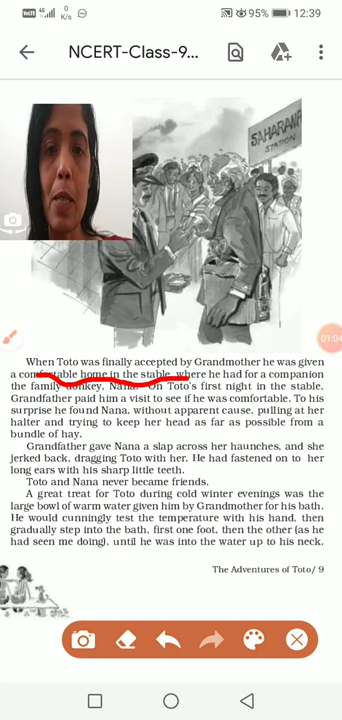 VoLTE 4G 0 K/s 95% 12:39
NCERT-Class-9...
SAHARANP
STATION
01:04
When Toto was finally accepted by Grandmother he was given
a comfortable home in the stable, where he had for a companion
the family donkey, Nana. On Toto's first night in the stable,
Grandfather paid him a visit to see if he was comfortable. To his
surprise he found Nana, without apparent cause, pulling at her
halter and trying to keep her head as far as possible from a
bundle of hay.
Grandfather gave Nana a slap across her haunches, and she
jerked back, dragging Toto with her. He had fastened on to her
long ears with his sharp little teeth.
Toto and Nana never became friends.
A great treat for Toto during cold winter evenings was the
large bowl of warm water given him by Grandmother for his bath.
He would cunningly test the temperature with his hand, then
gradually step into the bath, first one foot, then the other (as he
had seen me doing), until he was into the water up to his neck.
The Adventures of Toto/ 9